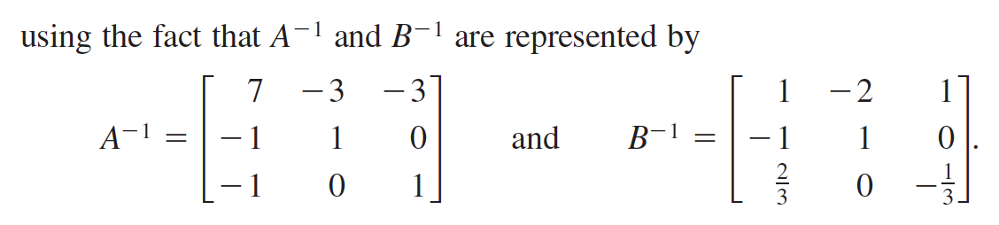 using the fact that A⁻¹ and B⁻¹ are represented by
7 −3 −3
A⁻¹ = −1 1 0 and B⁻¹ = −1 1 0 .
−1 0 1
1 −2 1
2/3 0 −1/3